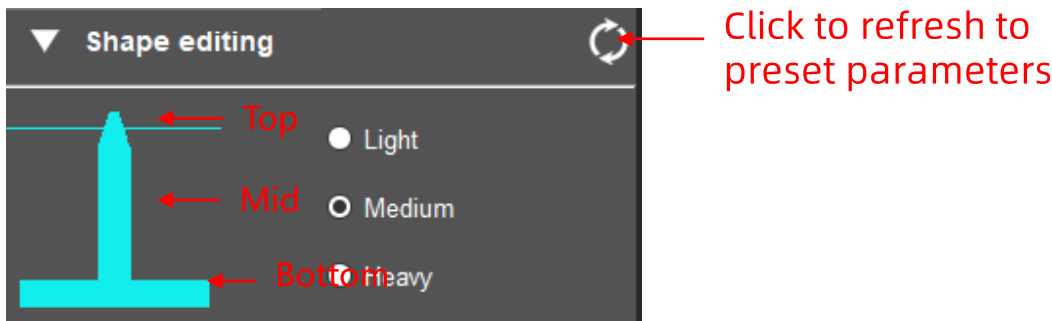 Shape editing
Click to refresh to
preset parameters
Top
Light
Mid
Medium
Bottom
Heavy